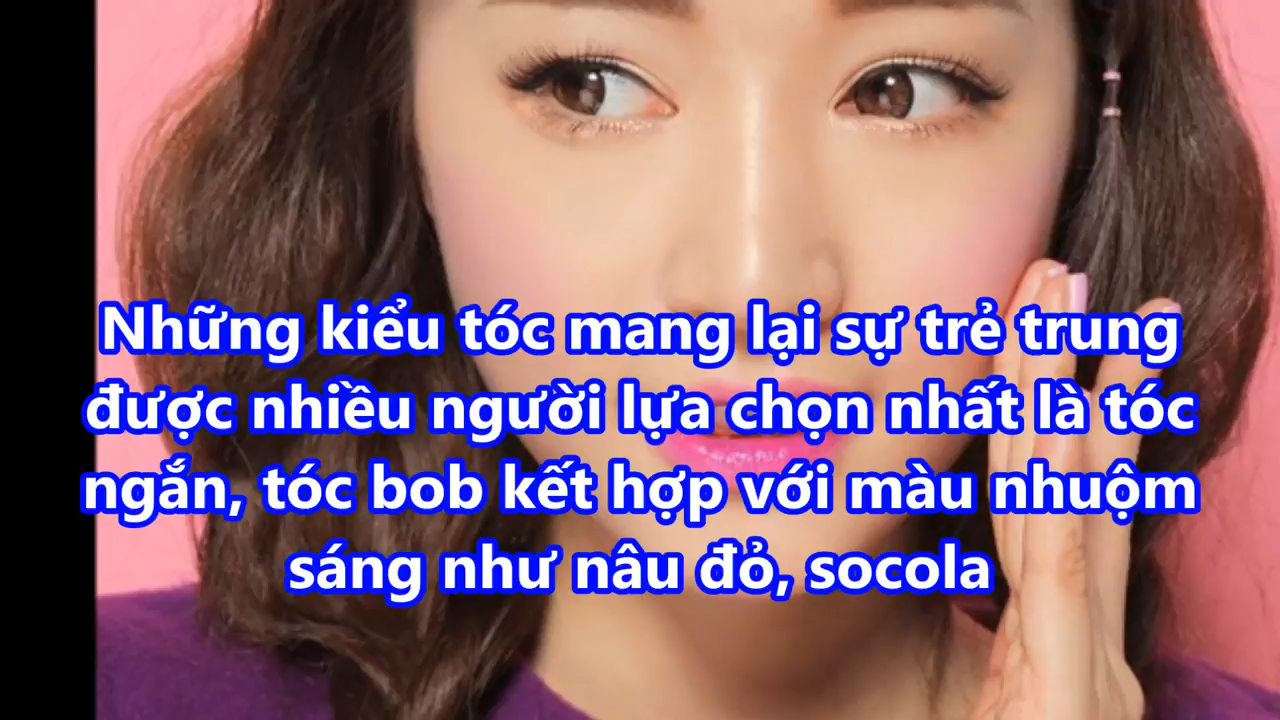 Những kiểu tóc mang lại sự trẻ trung
được nhiều người lựa chọn nhất là tóc
ngắn, tóc bob kết hợp với màu nhuộm
sáng như nâu đỏ, socola